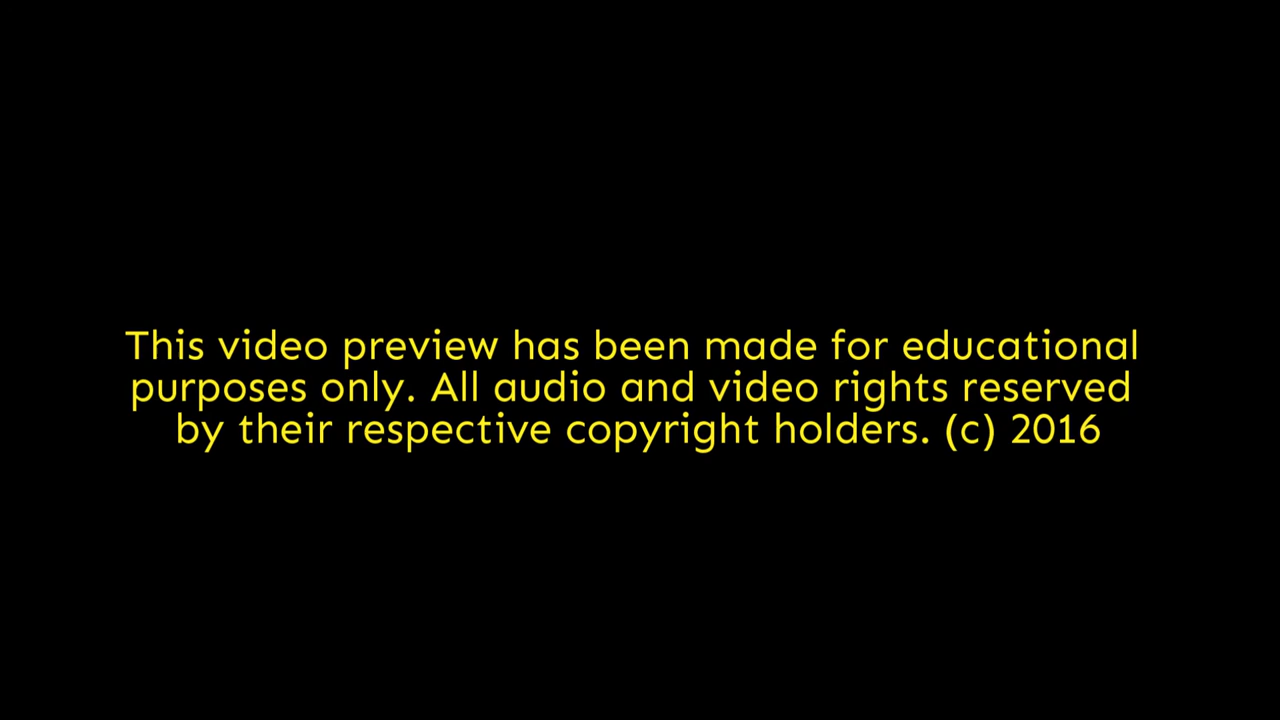 This video preview has been made for educational
purposes only. All audio and video rights reserved
by their respective copyright holders. (c) 2016